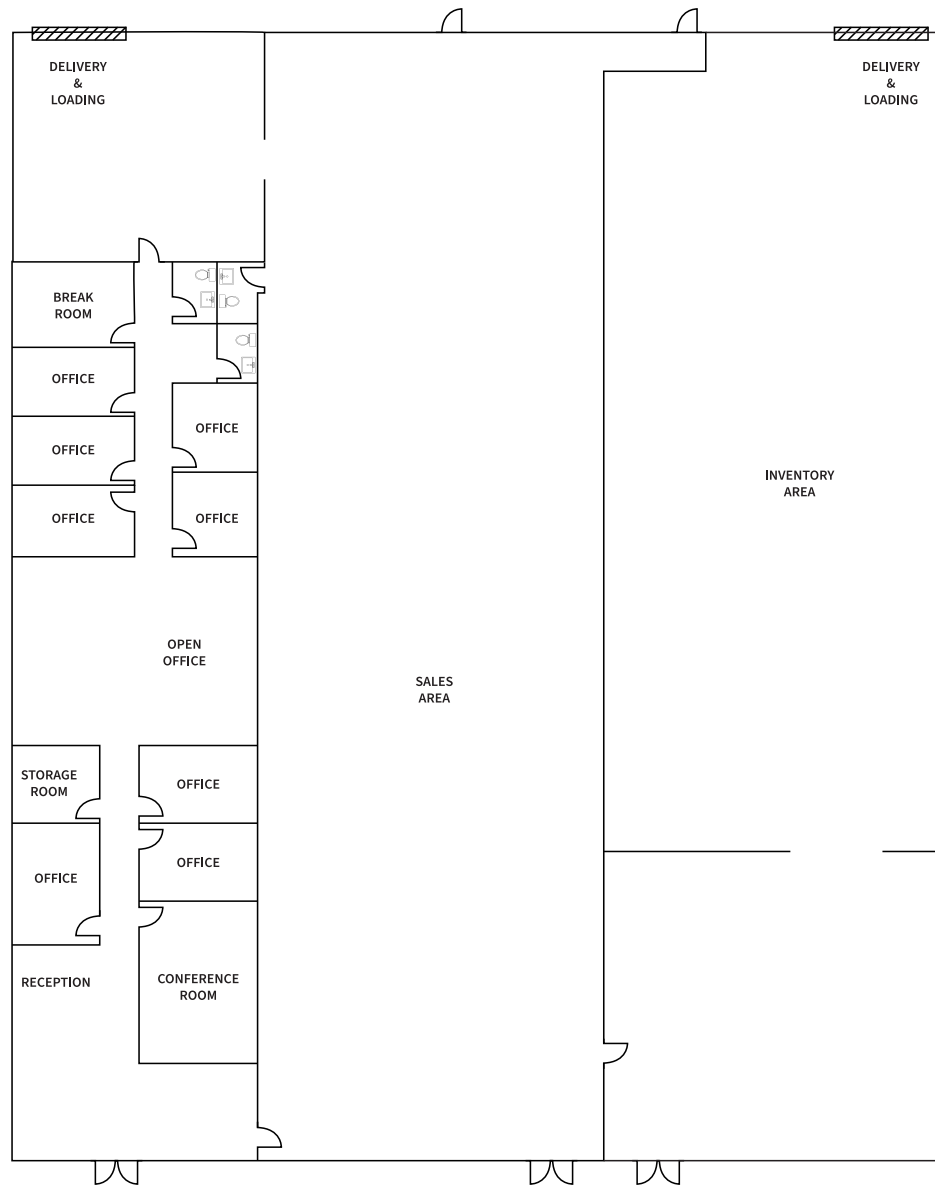 DELIVERY
&
LOADING
DELIVERY
&
LOADING
BREAK
ROOM
OFFICE
OFFICE
OFFICE
INVENTORY
AREA
OFFICE
OFFICE
OPEN
OFFICE
SALES
AREA
STORAGE
ROOM
OFFICE
OFFICE
OFFICE
RECEPTION
CONFERENCE
ROOM